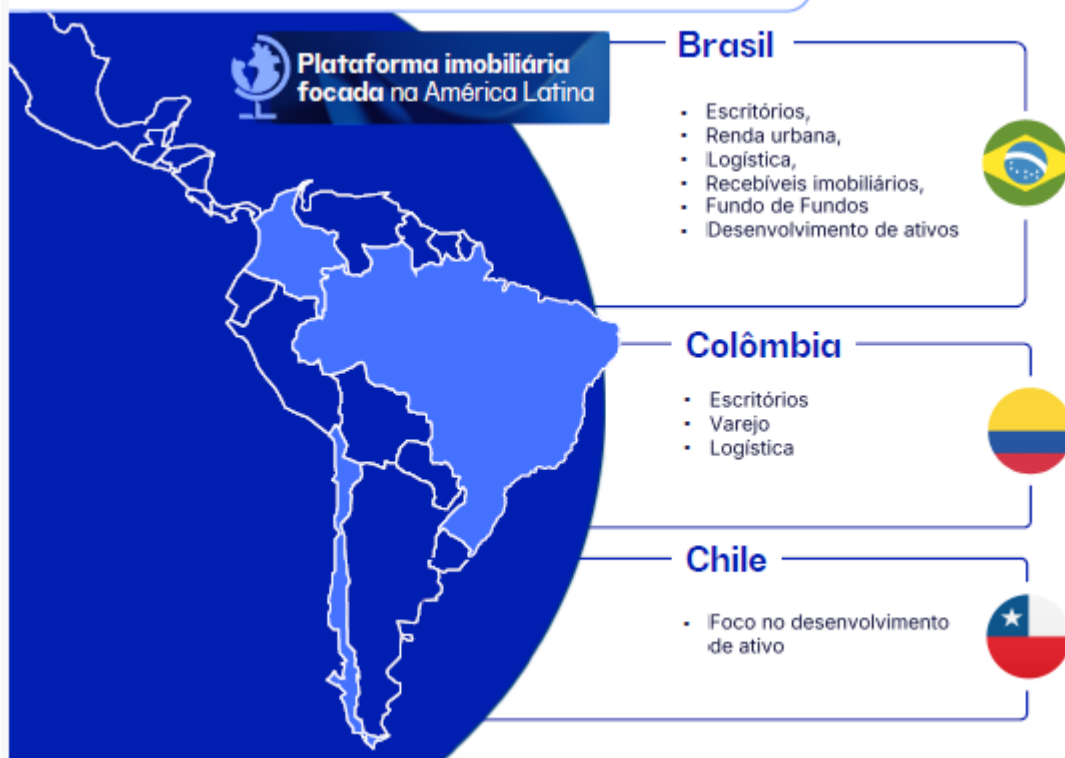 Plataforma imobiliária
focada na América Latina
Brasil
▪ Escritórios,
▪ Renda urbana,
▪ Logística,
▪ Recebíveis imobiliários,
▪ Fundo de Fundos
▪ Desenvolvimento de ativos
Colômbia
▪ Escritórios
▪ Varejo
▪ Logística
Chile
▪ Foco no desenvolvimento
de ativo